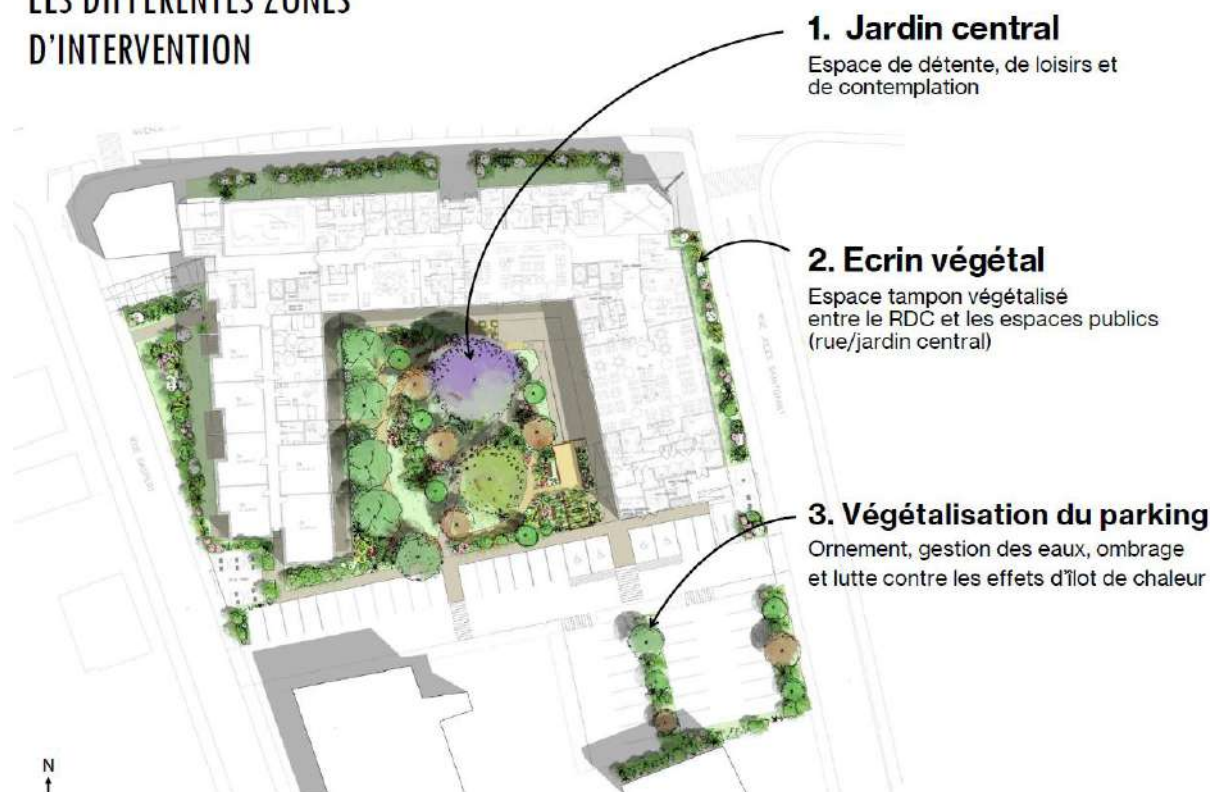 LES DIFFÉRENTES ZONES
D'INTERVENTION
1. Jardin central
Espace de détente, de loisirs et
de contemplation
2. Ecrin végétal
Espace tampon végétalisé
entre le RDC et les espaces publics
(rue/jardin central)
3. Végétalisation du parking
Ornement, gestion des eaux, ombrage
et lutte contre les effets d'îlot de chaleur
N